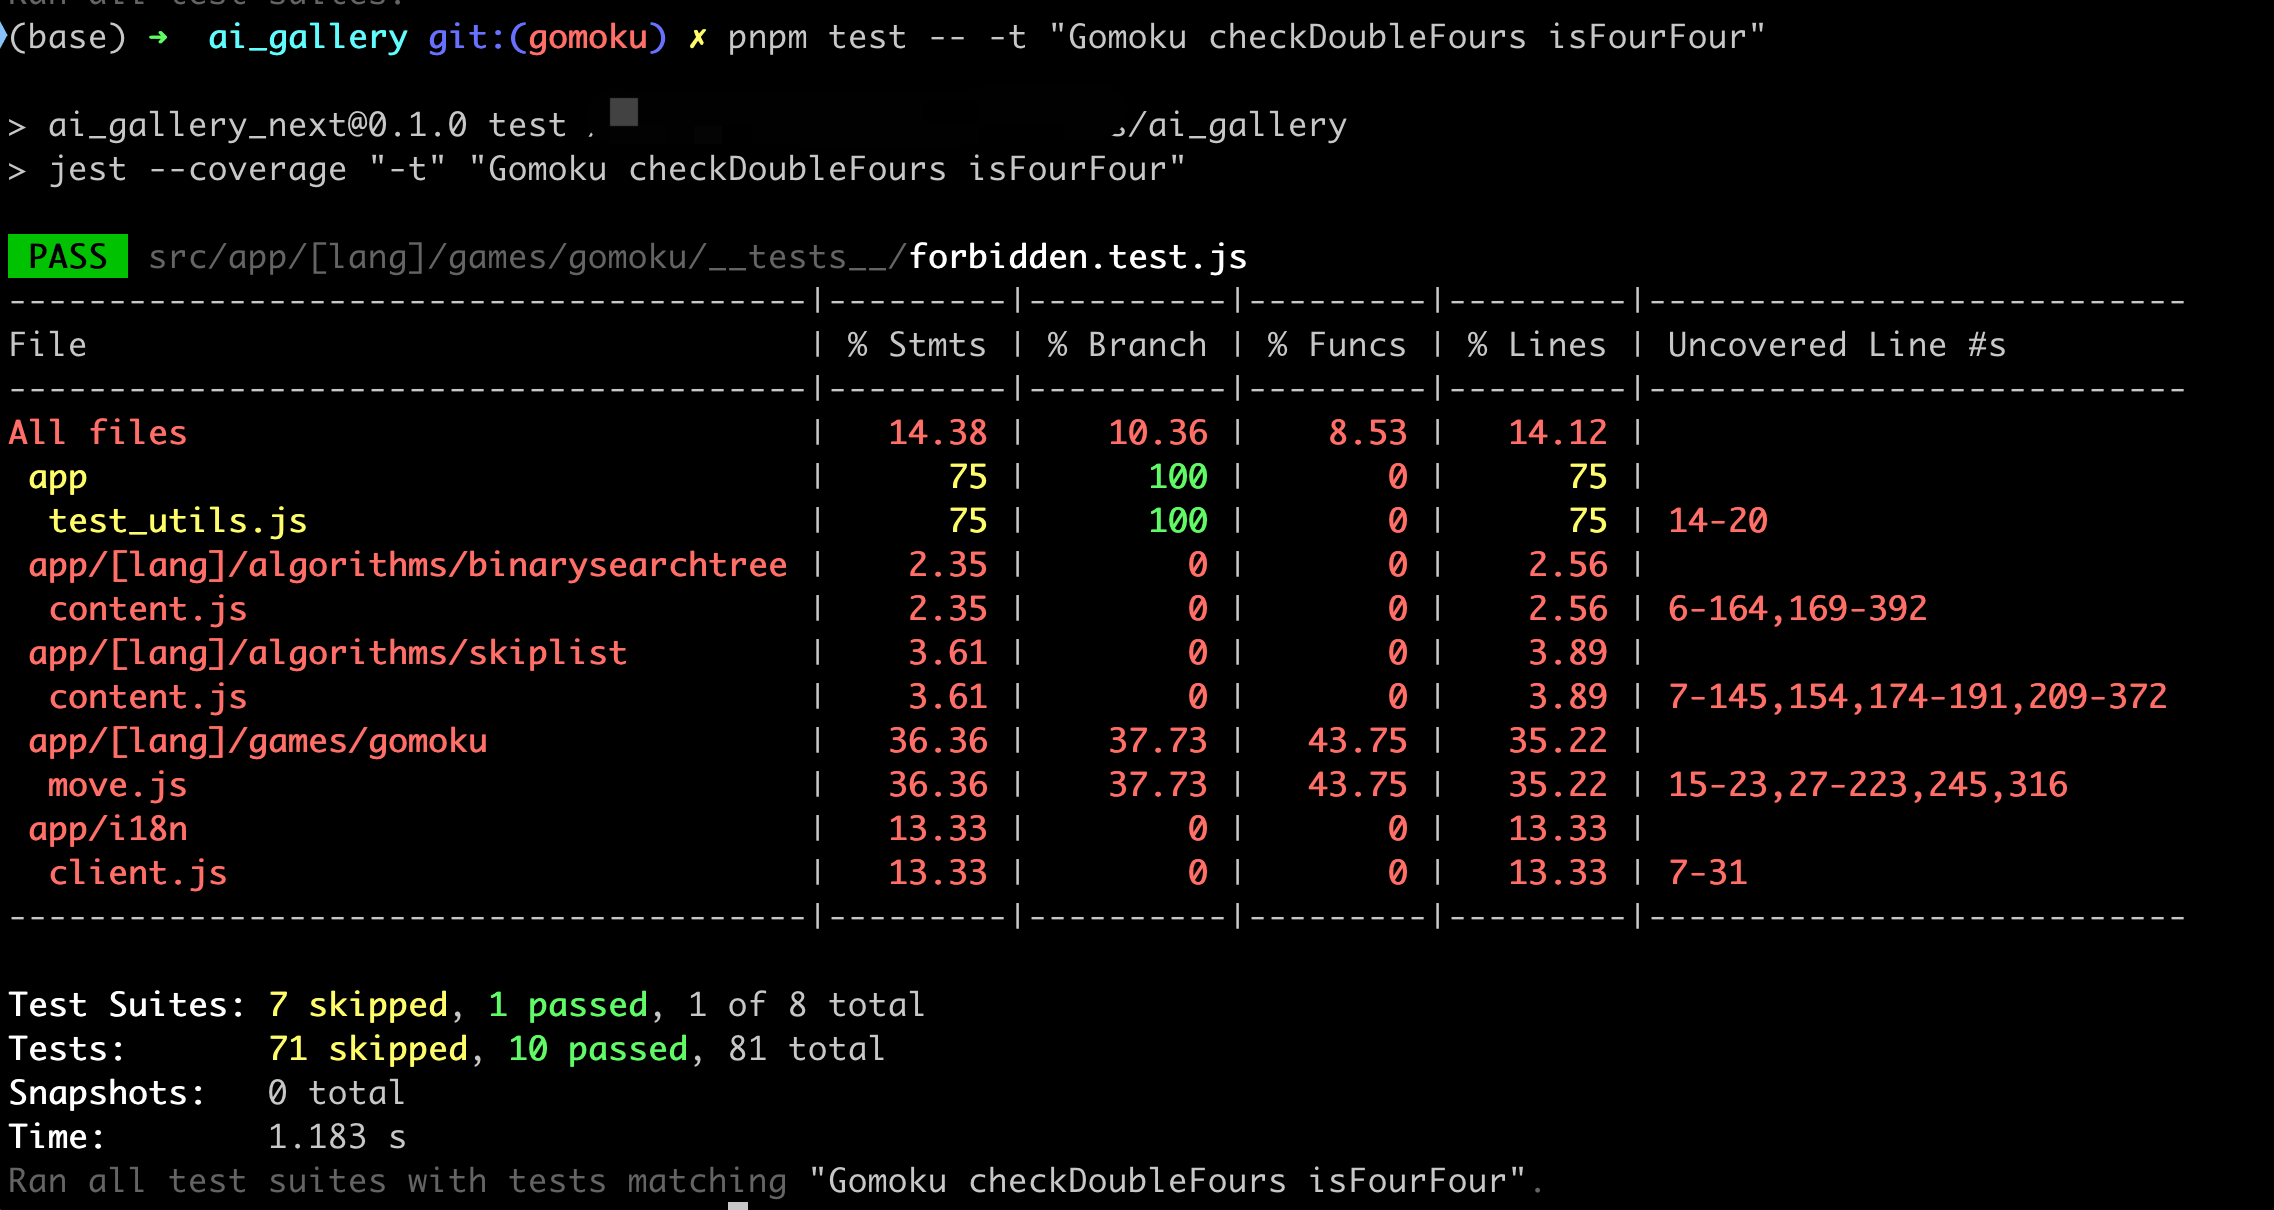 Ran all test suites.
(base) ➜  ai_gallery git:(gomoku) ✗ pnpm test -- -t "Gomoku checkDoubleFours isFourFour"
> ai_gallery_next@0.1.0 test /ai_gallery
> jest --coverage "-t" "Gomoku checkDoubleFours isFourFour"
PASS src/app/[lang]/games/gomoku/__tests__/forbidden.test.js
----------------------------------------|---------|----------|---------|---------|---------------------------
File                                    | % Stmts | % Branch | % Funcs | % Lines | Uncovered Line #s
----------------------------------------|---------|----------|---------|---------|---------------------------
All files                               |   14.38 |    10.36 |    8.53 |   14.12 |
 app                                    |      75 |      100 |       0 |      75 |
  test_utils.js                         |      75 |      100 |       0 |      75 | 14-20
 app/[lang]/algorithms/binarysearchtree |    2.35 |        0 |       0 |    2.56 |
  content.js                            |    2.35 |        0 |       0 |    2.56 | 6-164,169-392
 app/[lang]/algorithms/skiplist         |    3.61 |        0 |       0 |    3.89 |
  content.js                            |    3.61 |        0 |       0 |    3.89 | 7-145,154,174-191,209-372
 app/[lang]/games/gomoku                |   36.36 |    37.73 |   43.75 |   35.22 |
  move.js                               |   36.36 |    37.73 |   43.75 |   35.22 | 15-23,27-223,245,316
 app/i18n                               |   13.33 |        0 |       0 |   13.33 |
  client.js                             |   13.33 |        0 |       0 |   13.33 | 7-31
----------------------------------------|---------|----------|---------|---------|---------------------------
Test Suites: 7 skipped, 1 passed, 1 of 8 total
Tests:       71 skipped, 10 passed, 81 total
Snapshots:   0 total
Time:        1.183 s
Ran all test suites with tests matching "Gomoku checkDoubleFours isFourFour".